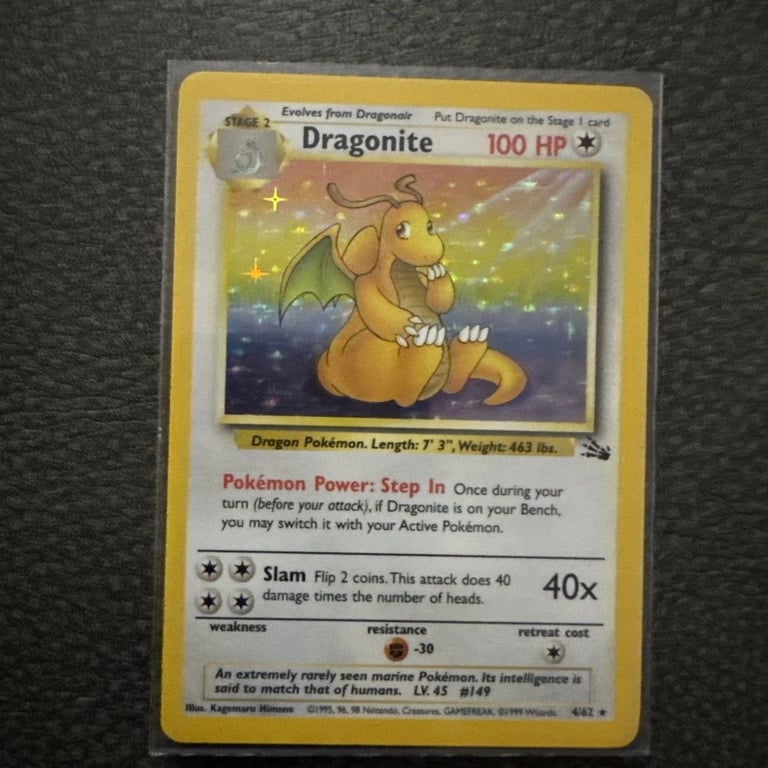 Evolves from Dragonair Put Dragonite on the Stage 1 card
STAGE 2
Dragonite 100 HP
Dragon Pokémon. Length: 7' 3", Weight: 463 lbs.
Pokémon Power: Step In Once during your
turn (before your attack), if Dragonite is on your Bench,
you may switch it with your Active Pokémon.
Slam Flip 2 coins. This attack does 40
damage times the number of heads.
40x
weakness resistance retreat cost
-30
An extremely rarely seen marine Pokémon. Its intelligence is
said to match that of humans. LV. 45 #149
Illus. Kagemaru Himeno ©1995, 96, 98 Nintendo, Creatures, GAMEFREAK. ©1999 Wizards. 4/62